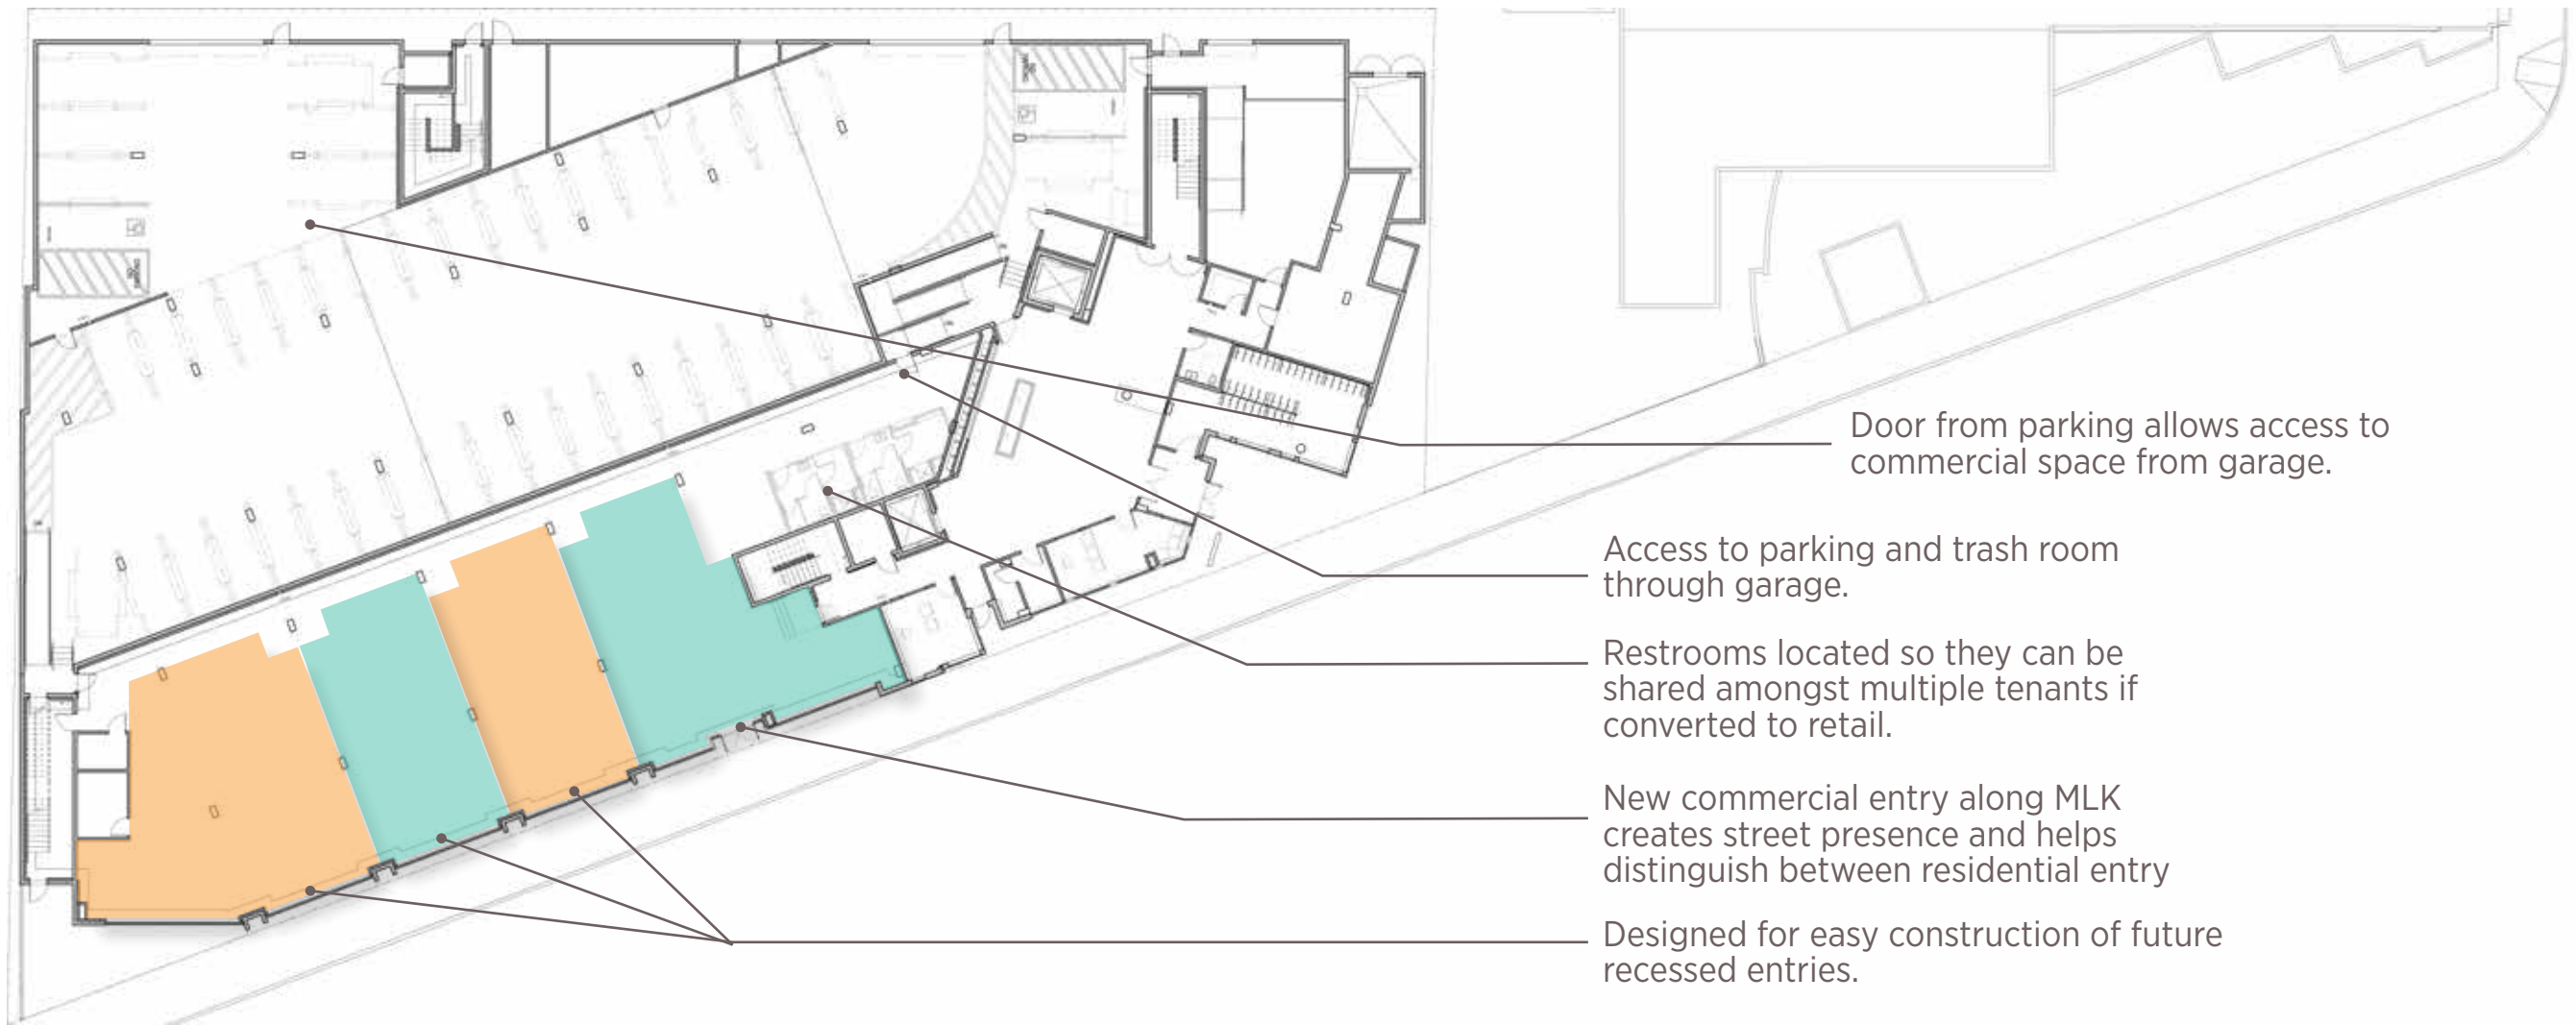 Door from parking allows access to
commercial space from garage.
Access to parking and trash room
through garage.
Restrooms located so they can be
shared amongst multiple tenants if
converted to retail.
New commercial entry along MLK
creates street presence and helps
distinguish between residential entry
Designed for easy construction of future
recessed entries.